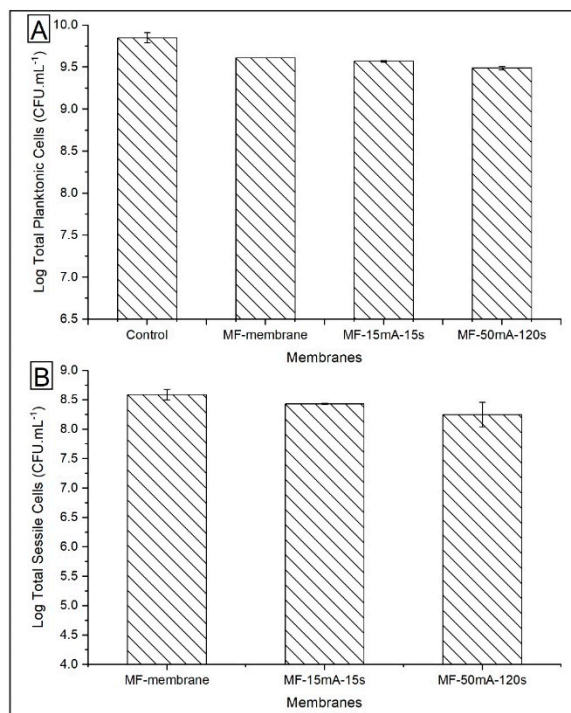 A
Log Total Planktonic Cells (CFU.mL⁻¹)
10.0
9.5
9.0
8.5
8.0
7.5
7.0
6.5
Control MF-membrane MF-15mA-15s MF-50mA-120s
Membranes
B
Log Total Sessile Cells (CFU.mL⁻¹)
9.0
8.5
8.0
7.5
7.0
6.5
6.0
5.5
5.0
4.5
4.0
MF-membrane MF-15mA-15s MF-50mA-120s
Membranes